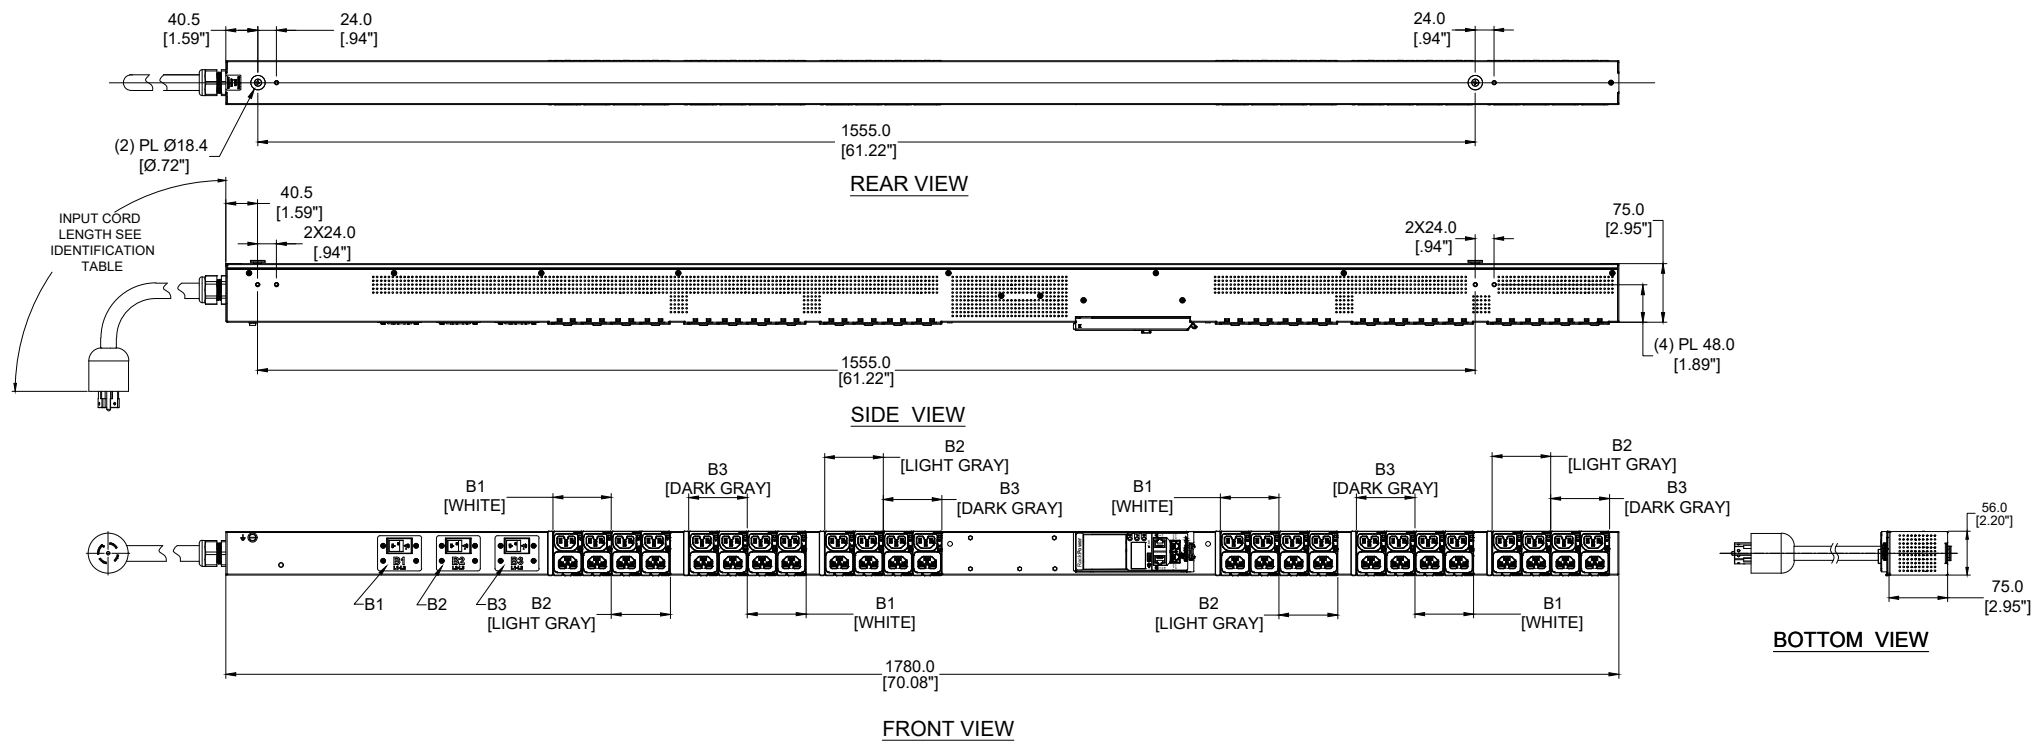 40.5
[1.59"]
24.0
[.94"]
24.0
[.94"]
(2) PL Ø18.4
[Ø.72"]
1555.0
[61.22"]
REAR VIEW
INPUT CORD
LENGTH SEE
IDENTIFICATION
TABLE
40.5
[1.59"]
2X24.0
[.94"]
2X24.0
[.94"]
75.0
[2.95"]
1555.0
[61.22"]
(4) PL 48.0
[1.89"]
SIDE VIEW
B1
[WHITE]
B3
[DARK GRAY]
B2
[LIGHT GRAY]
B3
[DARK GRAY]
B1
[WHITE]
B3
[DARK GRAY]
B2
[LIGHT GRAY]
B3
[DARK GRAY]
B1
B2
B3
B1
B2
B3
B2
[LIGHT GRAY]
B1
[WHITE]
B2
[LIGHT GRAY]
B1
[WHITE]
1780.0
[70.08"]
FRONT VIEW
56.0
[2.20"]
75.0
[2.95"]
BOTTOM VIEW